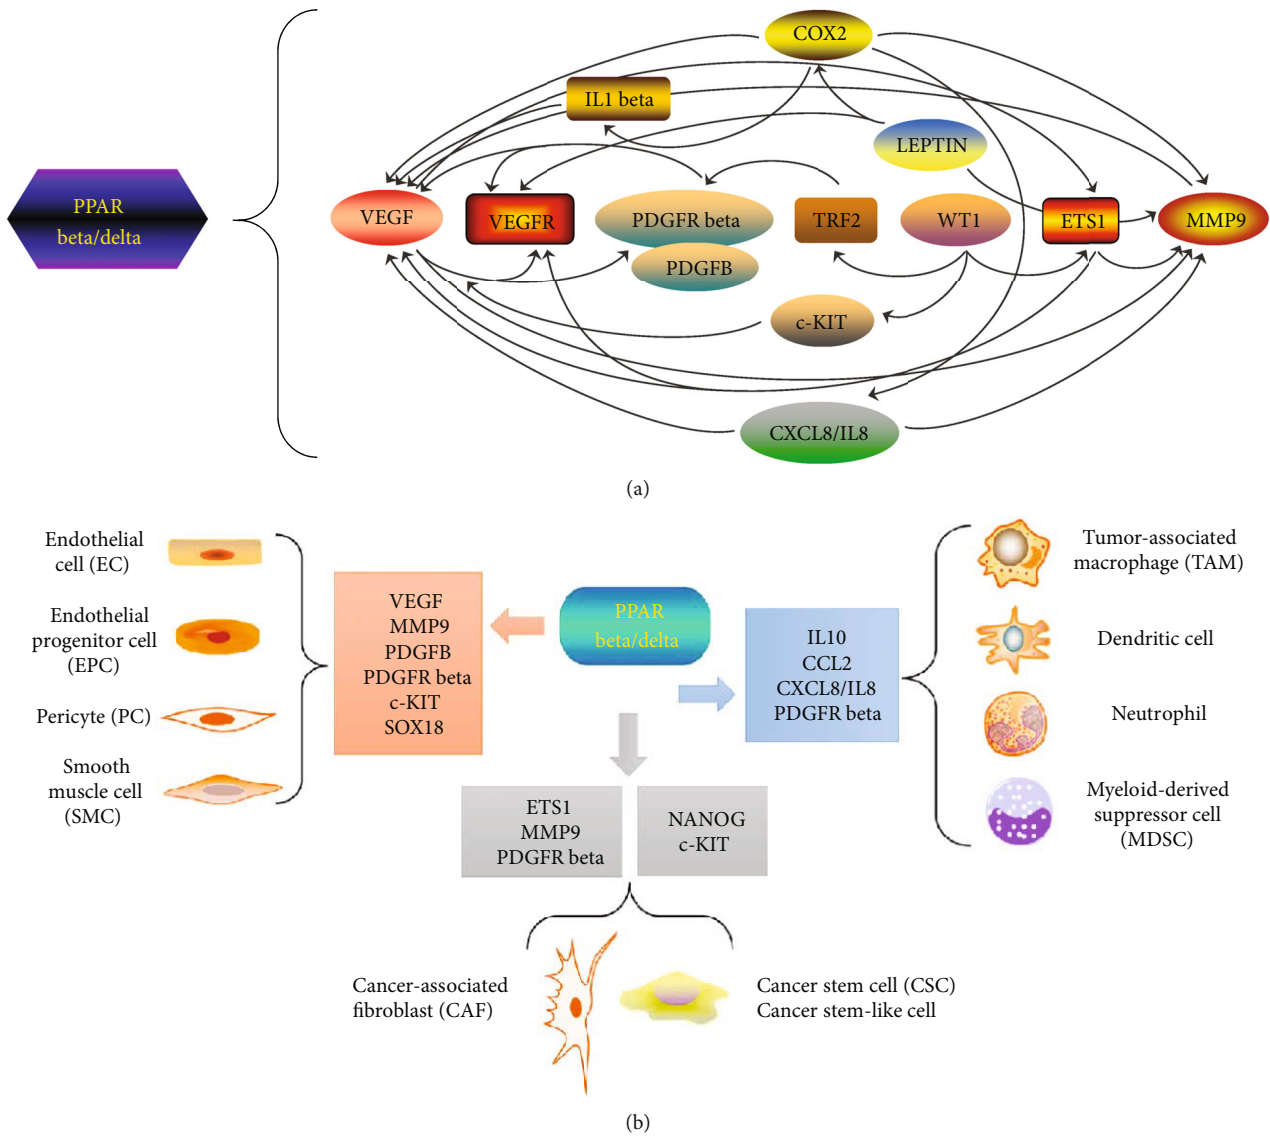 COX2
IL1 beta
LEPTIN
PPAR
beta/delta
VEGF
VEGFR
PDGFR beta
TRF2
WT1
ETS1
MMP9
PDGFB
c-KIT
CXCL8/IL8
(a)
Endothelial
cell (EC)
Endothelial
progenitor cell
(EPC)
Pericyte (PC)
Smooth
muscle cell
(SMC)
VEGF
MMP9
PDGFB
PDGFR beta
c-KIT
SOX18
PPAR
beta/delta
IL10
CCL2
CXCL8/IL8
PDGFR beta
Tumor-associated
macrophage (TAM)
Dendritic cell
Neutrophil
Myeloid-derived
suppressor cell
(MDSC)
ETS1
MMP9
PDGFR beta
NANOG
c-KIT
Cancer-associated
fibroblast (CAF)
Cancer stem cell (CSC)
Cancer stem-like cell
(b)